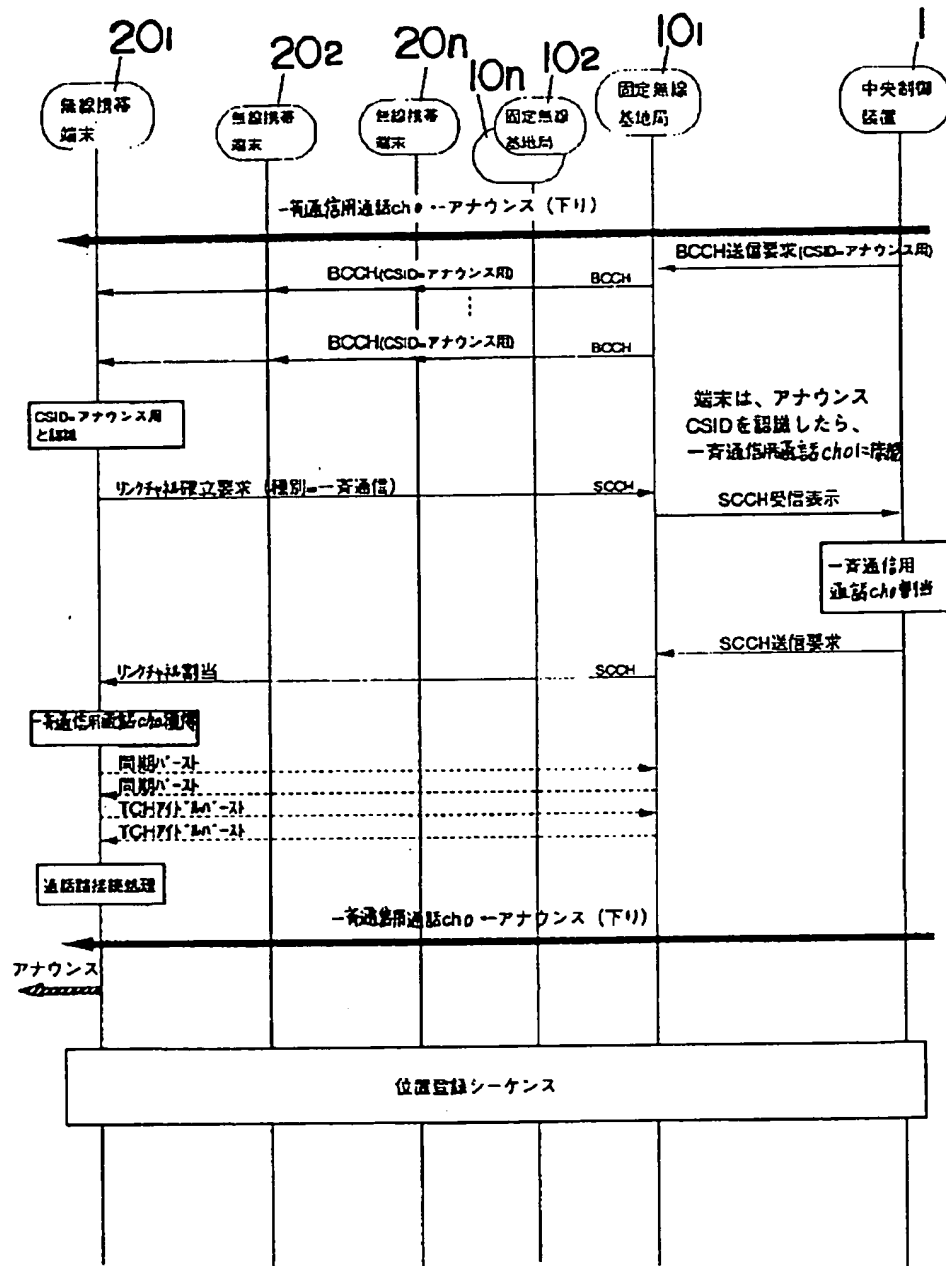 20₁
20₂
20n
10n
10₂
10₁
1
無線携帯
端末
無線携帯
端末
無線携帯
端末
固定無線
基地局
固定無線
基地局
中央制御
装置
一斉通信用通話ch0 ←アナウンス (下り)
BCCH送信要求(CSID=アナウンス用)
BCCH(CSID=アナウンス用)
BCCH
BCCH(CSID=アナウンス用)
BCCH
CSID=アナウンス用
と認識
端末は、アナウンス
CSIDを認識したら、
一斉通信用通話ch0に
リンクチャネル確立要求 (種別=一斉通信)
SCCH
SCCH受信表示
一斉通信用
通話ch0割当
SCCH送信要求
リンクチャネル割当
SCCH
一斉通信用通話ch0獲得
同期バースト
同期バースト
TCHアイドルバースト
TCHアイドルバースト
通話路接続処理
一斉通信用通話ch0 ←アナウンス (下り)
アナウンス
位置登録シーケンス